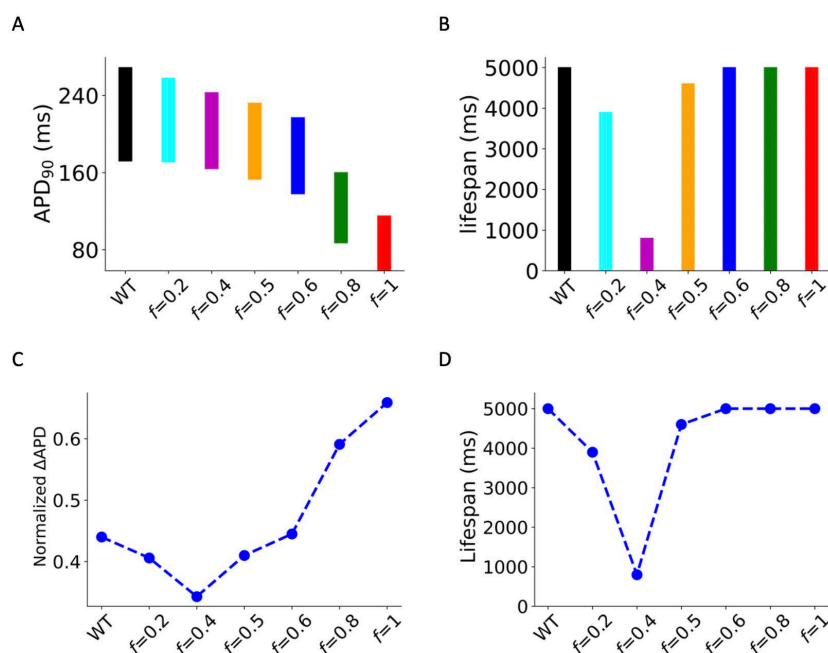 A
APD90 (ms)
240
160
80
WT
f=0.2
f=0.4
f=0.5
f=0.6
f=0.8
f=1
B
lifespan (ms)
5000
4000
3000
2000
1000
0
WT
f=0.2
f=0.4
f=0.5
f=0.6
f=0.8
f=1
C
Normalized ΔAPD
0.6
0.5
0.4
WT
f=0.2
f=0.4
f=0.5
f=0.6
f=0.8
f=1
D
Lifespan (ms)
5000
4000
3000
2000
1000
0
WT
f=0.2
f=0.4
f=0.5
f=0.6
f=0.8
f=1